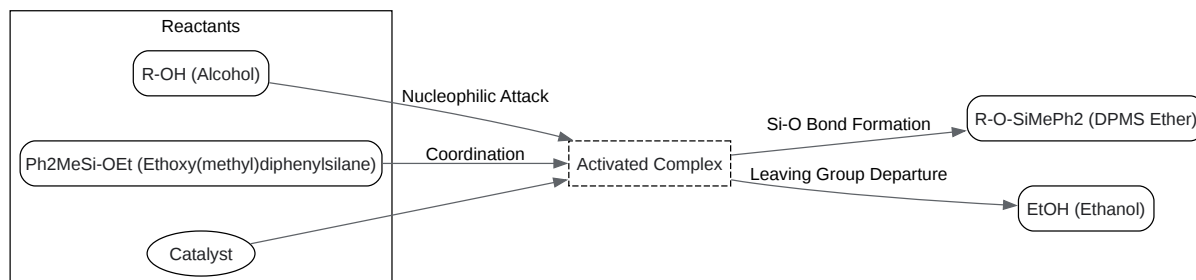 Reactants
R-OH (Alcohol)
Nucleophilic Attack
Ph2MeSi-OEt (Ethoxy(methyl)diphenylsilane)
Coordination
Catalyst
Activated Complex
Si-O Bond Formation
R-O-SiMePh2 (DPMS Ether)
Leaving Group Departure
EtOH (Ethanol)